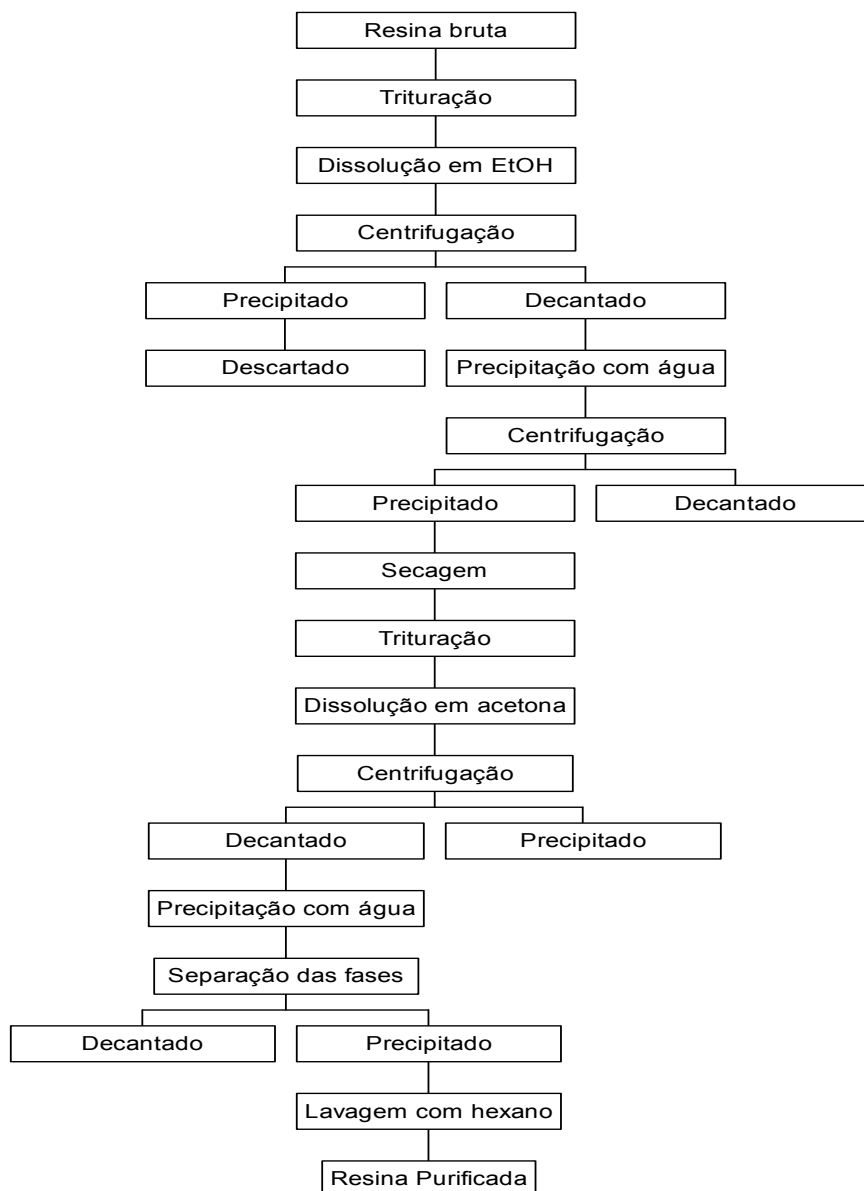 Resina bruta
Trituração
Dissolução em EtOH
Centrifugação
Precipitado
Decantado
Descartado
Precipitação com água
Centrifugação
Precipitado
Decantado
Secagem
Trituração
Dissolução em acetona
Centrifugação
Decantado
Precipitado
Precipitação com água
Separação das fases
Decantado
Precipitado
Lavagem com hexano
Resina Purificada